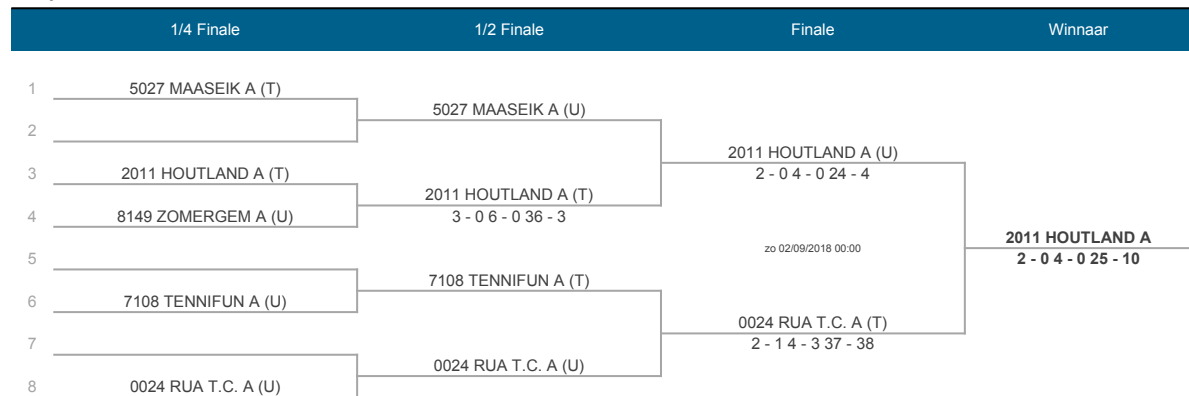 1/4 Finale 1/2 Finale Finale Winnaar
1 5027 MAASEIK A (T)
5027 MAASEIK A (U)
2
2011 HOUTLAND A (U)
3 2011 HOUTLAND A (T)
2 - 0 4 - 0 24 - 4
2011 HOUTLAND A (T)
4 8149 ZOMERGEM A (U)
3 - 0 6 - 0 36 - 3
2011 HOUTLAND A
zo 02/09/2018 00:00
5
2 - 0 4 - 0 25 - 10
7108 TENNIFUN A (T)
6 7108 TENNIFUN A (U)
0024 RUA T.C. A (T)
7
2 - 1 4 - 3 37 - 38
0024 RUA T.C. A (U)
8 0024 RUA T.C. A (U)